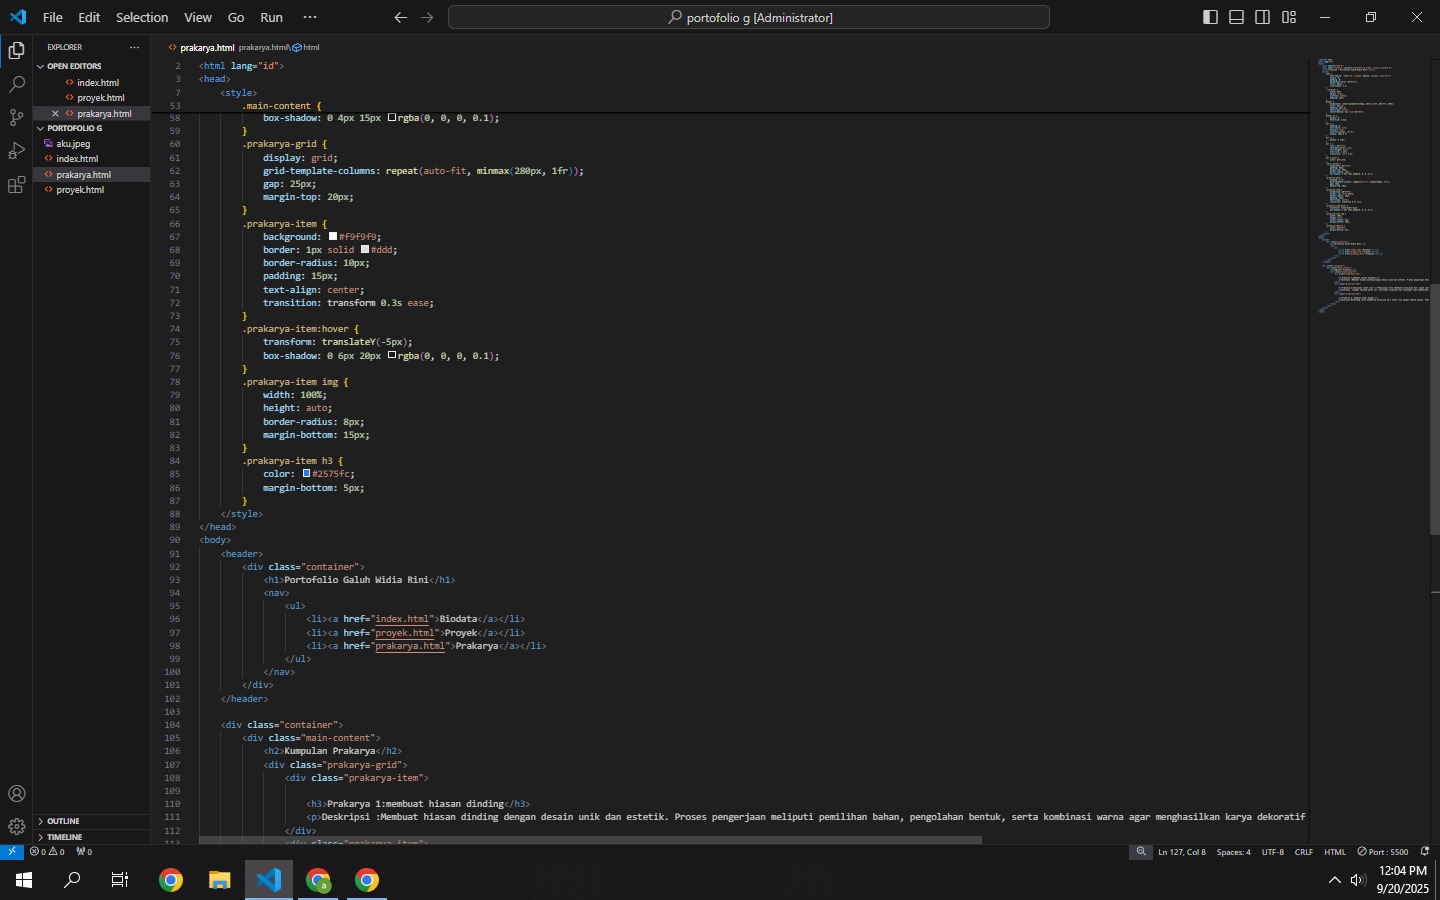 File Edit Selection View Go Run ···
portofolio g [Administrator]
EXPLORER ···
OPEN EDITORS
index.html
proyek.html
prakarya.html
PORTOFOLIO G
aku.jpeg
index.html
prakarya.html
proyek.html
OUTLINE
TIMELINE
prakarya.html prakarya.html\html
2 <html lang="id">
3 <head>
7 <style>
53 .main-content {
58 box-shadow: 0 4px 15px rgba(0, 0, 0, 0.1);
59 }
60 .prakarya-grid {
61 display: grid;
62 grid-template-columns: repeat(auto-fit, minmax(280px, 1fr));
63 gap: 25px;
64 margin-top: 20px;
65 }
66 .prakarya-item {
67 background: #f9f9f9;
68 border: 1px solid #ddd;
69 border-radius: 10px;
70 padding: 15px;
71 text-align: center;
72 transition: transform 0.3s ease;
73 }
74 .prakarya-item:hover {
75 transform: translateY(-5px);
76 box-shadow: 0 6px 20px rgba(0, 0, 0, 0.1);
77 }
78 .prakarya-item img {
79 width: 100%;
80 height: auto;
81 border-radius: 8px;
82 margin-bottom: 15px;
83 }
84 .prakarya-item h3 {
85 color: #2575fc;
86 margin-bottom: 5px;
87 }
88 </style>
89 </head>
90 <body>
91 <header>
92 <div class="container">
93 <h1>Portofolio Galuh Widia Rini</h1>
94 <nav>
95 <ul>
96 <li><a href="index.html">Biodata</a></li>
97 <li><a href="proyek.html">Proyek</a></li>
98 <li><a href="prakarya.html">Prakarya</a></li>
99 </ul>
100 </nav>
101 </div>
102 </header>
103
104 <div class="container">
105 <div class="main-content">
106 <h2>Kumpulan Prakarya</h2>
107 <div class="prakarya-grid">
108 <div class="prakarya-item">
109
110 <h3>Prakarya 1:membuat hiasan dinding</h3>
111 <p>Deskripsi :Membuat hiasan dinding dengan desain unik dan estetik. Proses pengerjaan meliputi pemilihan bahan, pengolahan bentuk, serta kombinasi warna agar menghasilkan karya dekoratif
112 </div>
113 <div class="prakarya-item">
0 0 0 Ln 127, Col 8 Spaces: 4 UTF-8 CRLF HTML Port : 5500
12:04 PM
9/20/2025